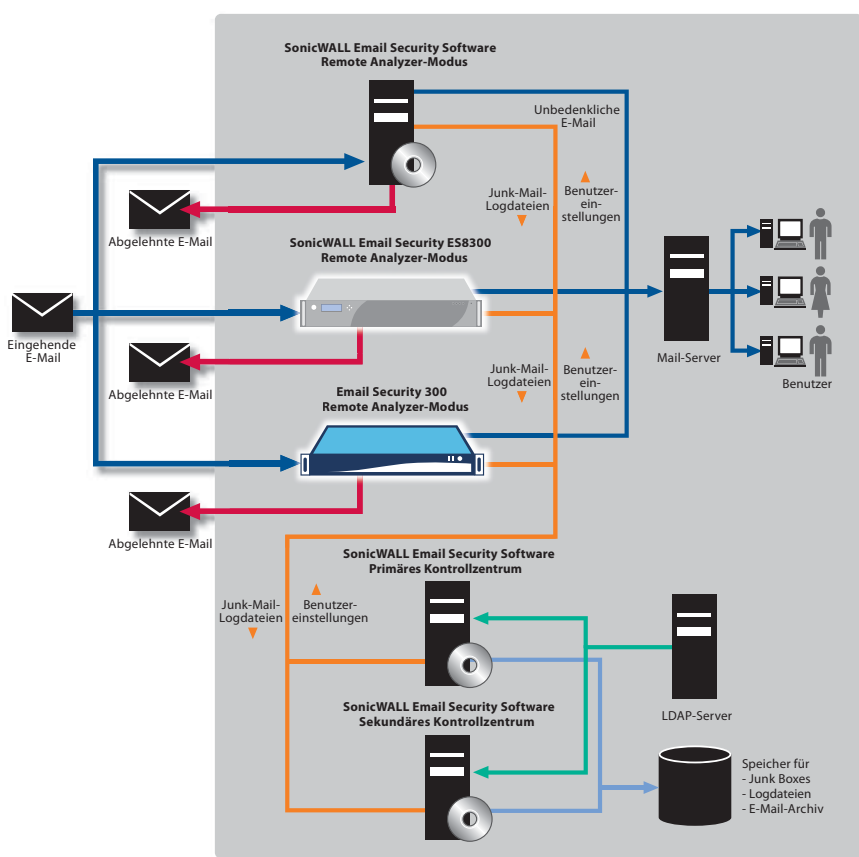 SonicWALL Email Security Software
Remote Analyzer-Modus
Unbedenkliche
E-Mail
Junk-Mail-
Logdateien
Benutzer-
ein-
stellungen
Abgelehnte E-Mail
SonicWALL Email Security ES8300
Remote Analyzer-Modus
Eingehende
E-Mail
Mail-Server
Benutzer
Abgelehnte E-Mail
Junk-Mail-
Logdateien
Benutzer-
ein-
stellungen
Email Security 300
Remote Analyzer-Modus
Abgelehnte E-Mail
SonicWALL Email Security Software
Primäres Kontrollzentrum
Junk-Mail-
Logdateien
Benutzer-
einstellungen
SonicWALL Email Security Software
Sekundäres Kontrollzentrum
LDAP-Server
Speicher für
- Junk Boxes
- Logdateien
- E-Mail-Archiv